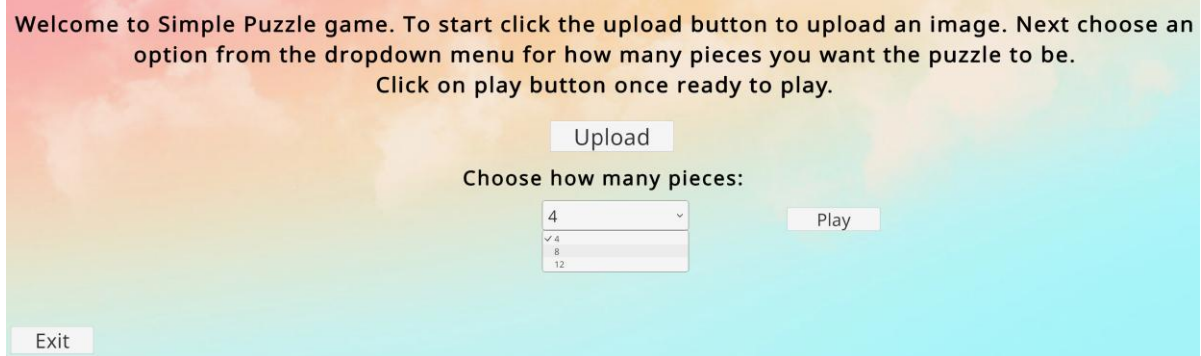 Welcome to Simple Puzzle game. To start click the upload button to upload an image. Next choose an
option from the dropdown menu for how many pieces you want the puzzle to be.
Click on play button once ready to play.
Upload
Choose how many pieces:
4
Play
4
8
12
Exit